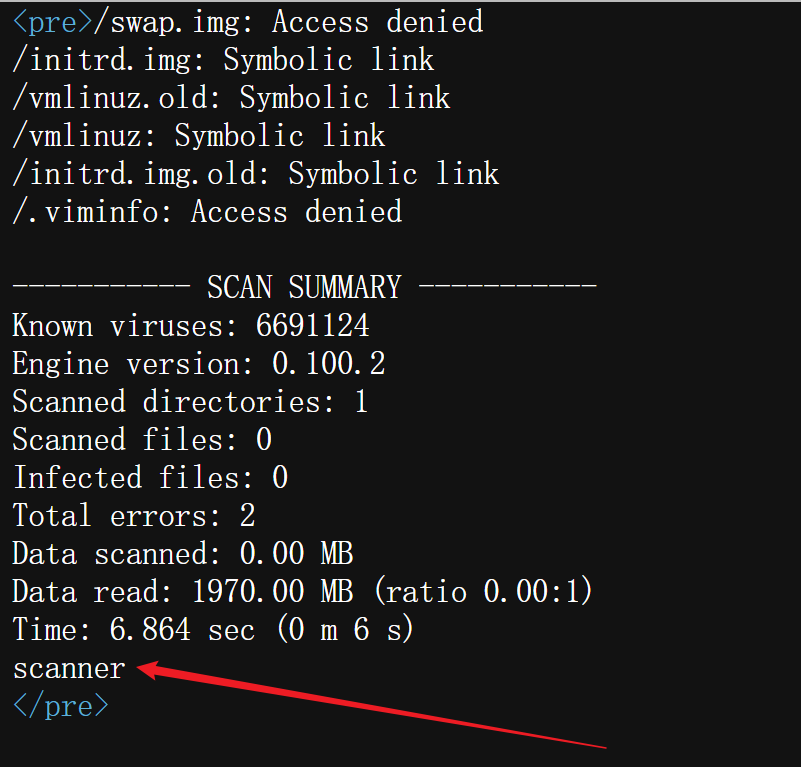 <pre>/swap.img: Access denied
/initrd.img: Symbolic link
/vmlinuz.old: Symbolic link
/vmlinuz: Symbolic link
/initrd.img.old: Symbolic link
/.viminfo: Access denied
----------- SCAN SUMMARY -----------
Known viruses: 6691124
Engine version: 0.100.2
Scanned directories: 1
Scanned files: 0
Infected files: 0
Total errors: 2
Data scanned: 0.00 MB
Data read: 1970.00 MB (ratio 0.00:1)
Time: 6.864 sec (0 m 6 s)
scanner
</pre>